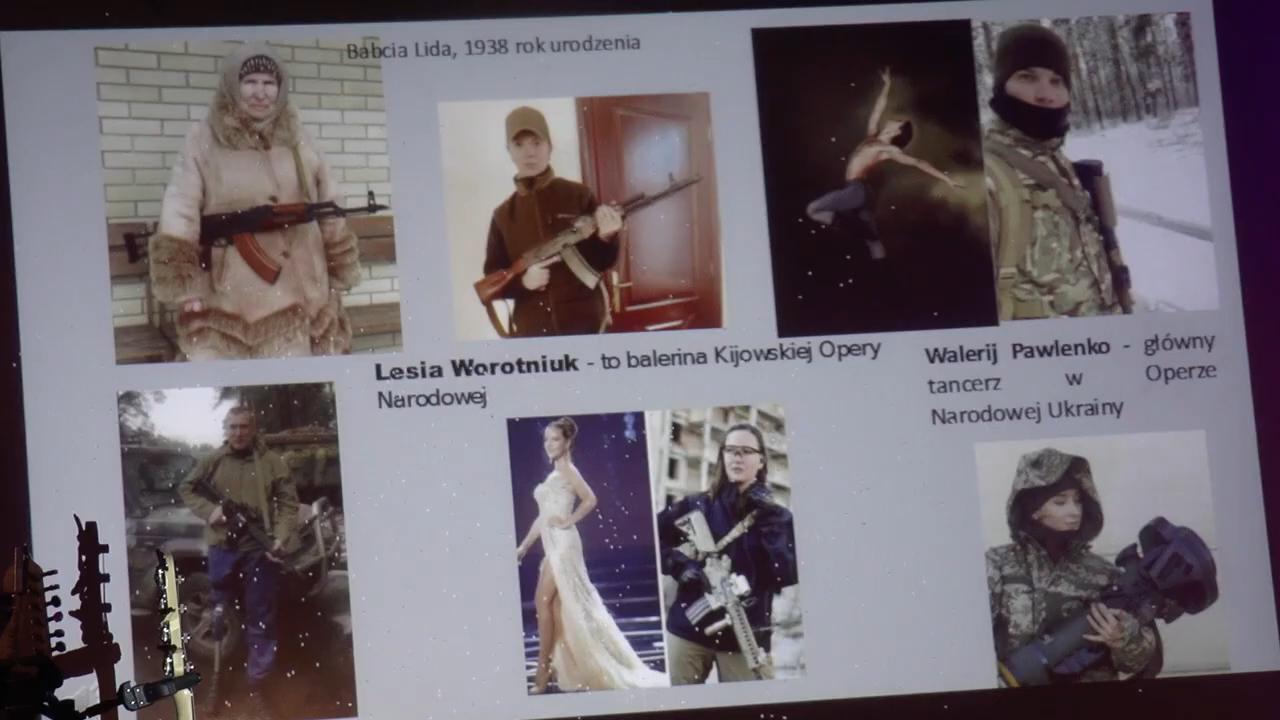 Babcia Lida, 1938 rok urodzenia
Lesia Worotniuk - to balerina Kijowskiej Opery
Narodowej
Walerij Pawlenko - główny
tancerz w Operze
Narodowej Ukrainy